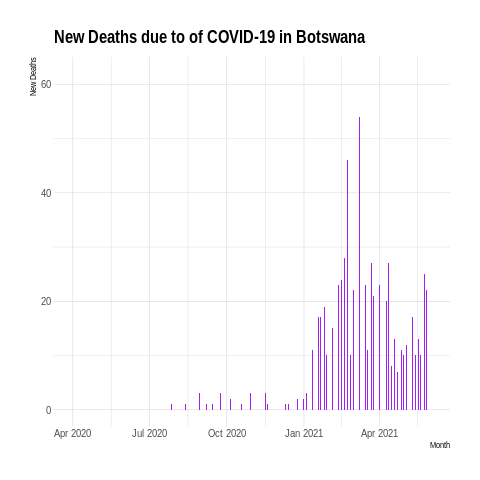 New Deaths due to of COVID-19 in Botswana
New Deaths
60
40
20
0
Apr 2020 Jul 2020 Oct 2020 Jan 2021 Apr 2021
Month